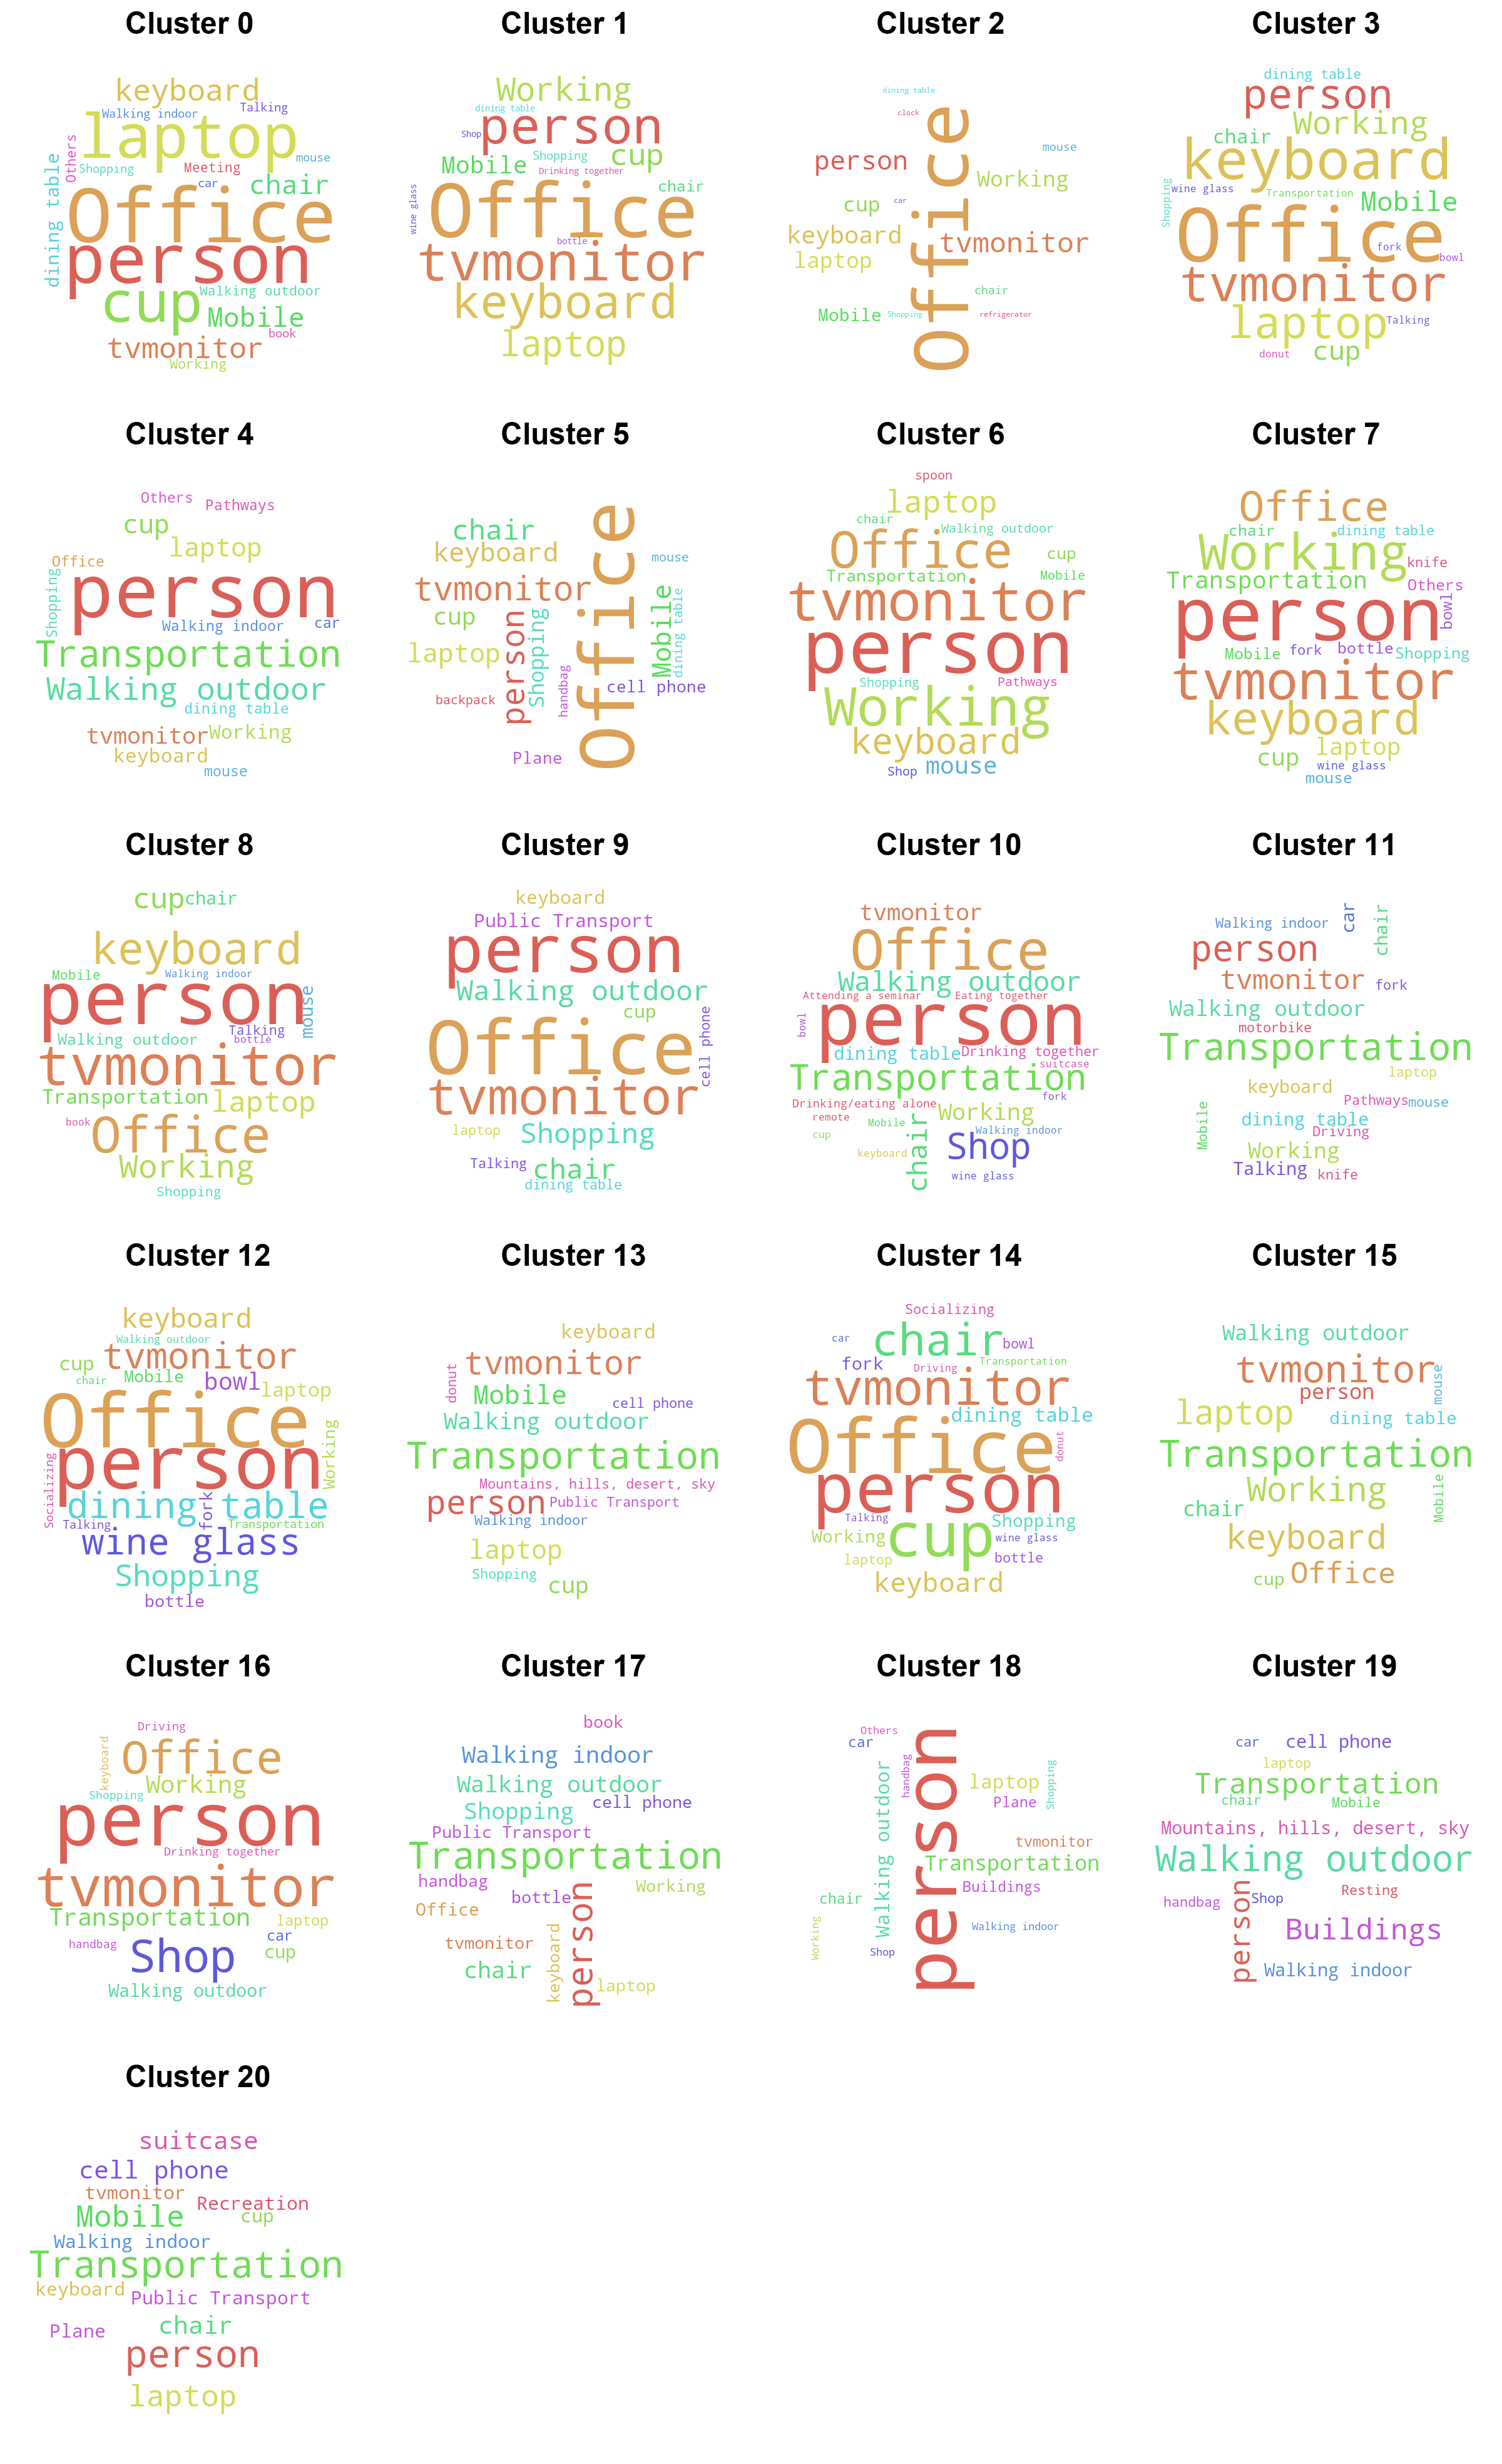 Cluster 0
keyboard
Walking indoor
Talking
laptop
Others
mouse
Shopping
Meeting
dining table
car
chair
Office
person
cup
Walking outdoor
Mobile
book
tvmonitor
Working
Cluster 1
Working
dining table
Shop
person
Mobile
Shopping
cup
Drinking together
wine glass
chair
Office
bottle
tvmonitor
keyboard
laptop
Cluster 2
dining table
clock
Office
mouse
person
Working
cup
car
keyboard
tvmonitor
laptop
chair
Mobile
Shopping
refrigerator
Cluster 3
dining table
person
chair
Working
keyboard
Shopping
wine glass
Transportation
Mobile
Office
fork
bowl
tvmonitor
laptop
Talking
donut
cup
Cluster 4
Others
Pathways
cup
laptop
Office
Shopping
person
Walking indoor
car
Transportation
Walking outdoor
dining table
tvmonitor
Working
keyboard
mouse
Cluster 5
chair
Office
keyboard
mouse
tvmonitor
Mobile
dining table
cup
person
Shopping
laptop
handbag
cell phone
backpack
Plane
Cluster 6
spoon
laptop
chair
Walking outdoor
Office
cup
Transportation
Mobile
tvmonitor
person
Shopping
Pathways
Working
keyboard
Shop
mouse
Cluster 7
Office
chair
dining table
Working
knife
Transportation
Others
bowl
person
Mobile
fork
bottle
Shopping
tvmonitor
keyboard
cup
laptop
wine glass
mouse
Cluster 8
cup
chair
keyboard
Mobile
Walking indoor
person
mouse
Walking outdoor
Talking
bottle
tvmonitor
Transportation
laptop
book
Office
Working
Shopping
Cluster 9
keyboard
Public Transport
person
Walking outdoor
cup
cell phone
Office
tvmonitor
laptop
Shopping
Talking
chair
dining table
Cluster 10
tvmonitor
Office
Walking outdoor
Attending a seminar
Eating together
bowl
person
dining table
Drinking together
suitcase
Transportation
fork
Drinking/eating alone
Working
remote
Mobile
chair
cup
Walking indoor
Shop
keyboard
wine glass
Cluster 11
Walking indoor
car
chair
person
tvmonitor
fork
Walking outdoor
motorbike
Transportation
laptop
keyboard
Pathways
mouse
Mobile
dining table
Driving
Working
Talking
knife
Cluster 12
keyboard
Walking outdoor
tvmonitor
cup
chair
Mobile
bowl
laptop
Office
Working
person
Socializing
dining table
fork
Talking
Transportation
wine glass
Shopping
bottle
Cluster 13
keyboard
tvmonitor
donut
Mobile
cell phone
Walking outdoor
Transportation
Mountains, hills, desert, sky
person
Public Transport
Walking indoor
laptop
Shopping
cup
Cluster 14
Socializing
car
chair
bowl
fork
Driving
Transportation
tvmonitor
dining table
Office
donut
person
Talking
Shopping
Working
cup
wine glass
laptop
bottle
keyboard
Cluster 15
Walking outdoor
tvmonitor
mouse
person
laptop
dining table
Transportation
Working
Mobile
chair
keyboard
cup
Office
Cluster 16
Driving
keyboard
Office
Working
Shopping
person
Drinking together
tvmonitor
Transportation
laptop
handbag
Shop
car
cup
Walking outdoor
Cluster 17
book
Walking indoor
Walking outdoor
Shopping
cell phone
Public Transport
Transportation
handbag
Working
bottle
Office
person
tvmonitor
keyboard
chair
laptop
Cluster 18
Others
car
person
handbag
Walking outdoor
laptop
Shopping
Plane
tvmonitor
Transportation
Buildings
chair
Working
Walking indoor
Shop
Cluster 19
car
cell phone
laptop
Transportation
chair
Mobile
Mountains, hills, desert, sky
Walking outdoor
person
Resting
handbag
Shop
Buildings
Walking indoor
Cluster 20
suitcase
cell phone
tvmonitor
Recreation
Mobile
cup
Walking indoor
Transportation
keyboard
Public Transport
Plane
chair
person
laptop